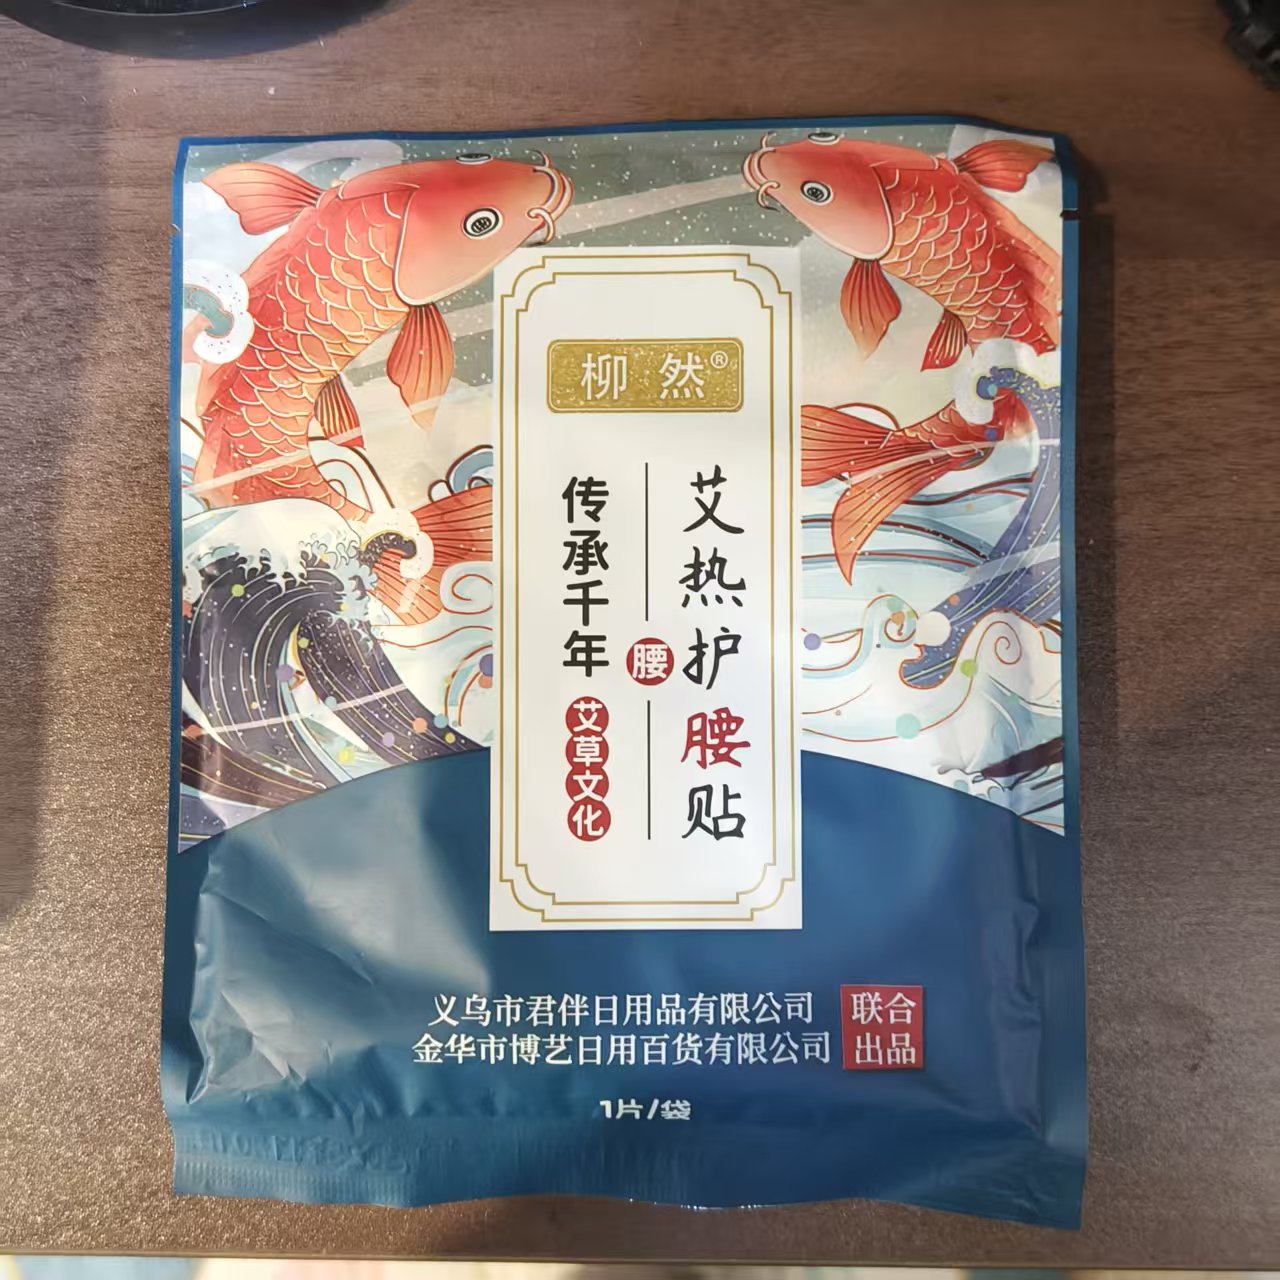 柳然®
艾热护腰贴
腰
传承千年
艾草文化
义乌市君伴日用品有限公司
金华市博艺日用百货有限公司
联合
出品
1片/袋